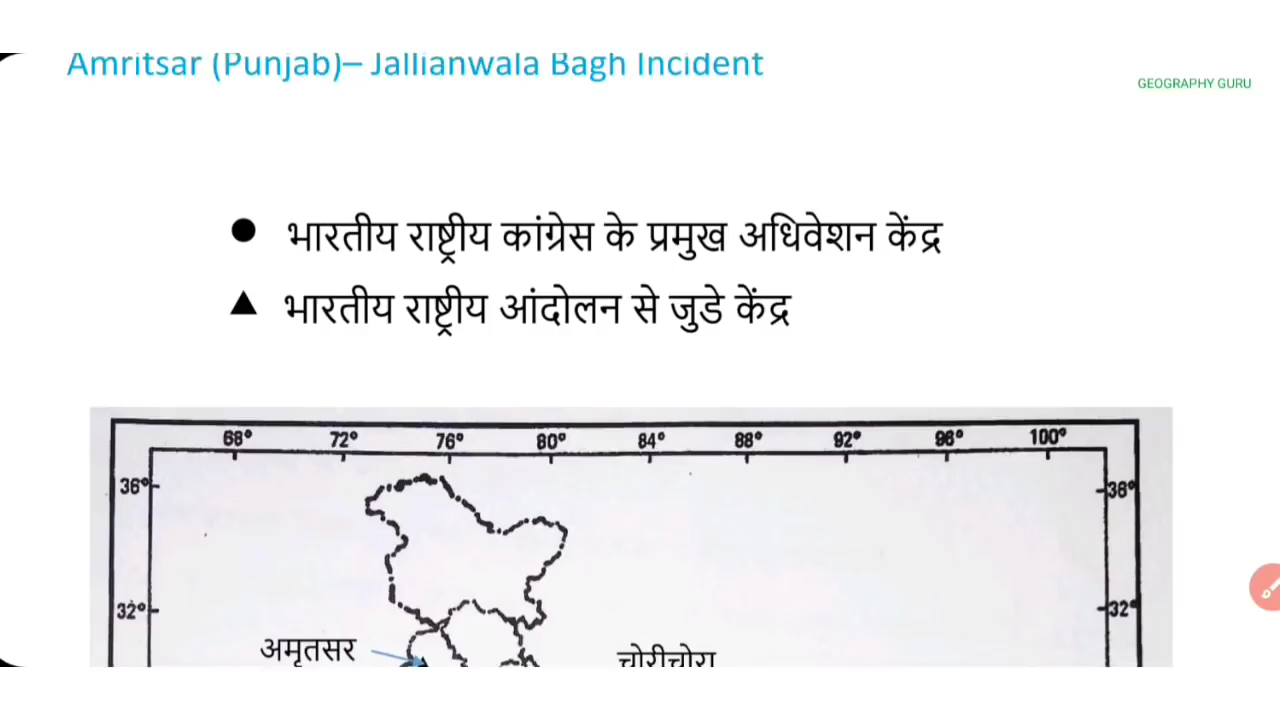 Amritsar (Punjab)– Jallianwala Bagh Incident
GEOGRAPHY GURU
● भारतीय राष्ट्रीय कांग्रेस के प्रमुख अधिवेशन केंद्र
▲ भारतीय राष्ट्रीय आंदोलन से जुडे केंद्र
68° 72° 76° 80° 84° 88° 92° 96° 100°
36° 36°
32° 32°
अमृतसर
चोरीचोरा